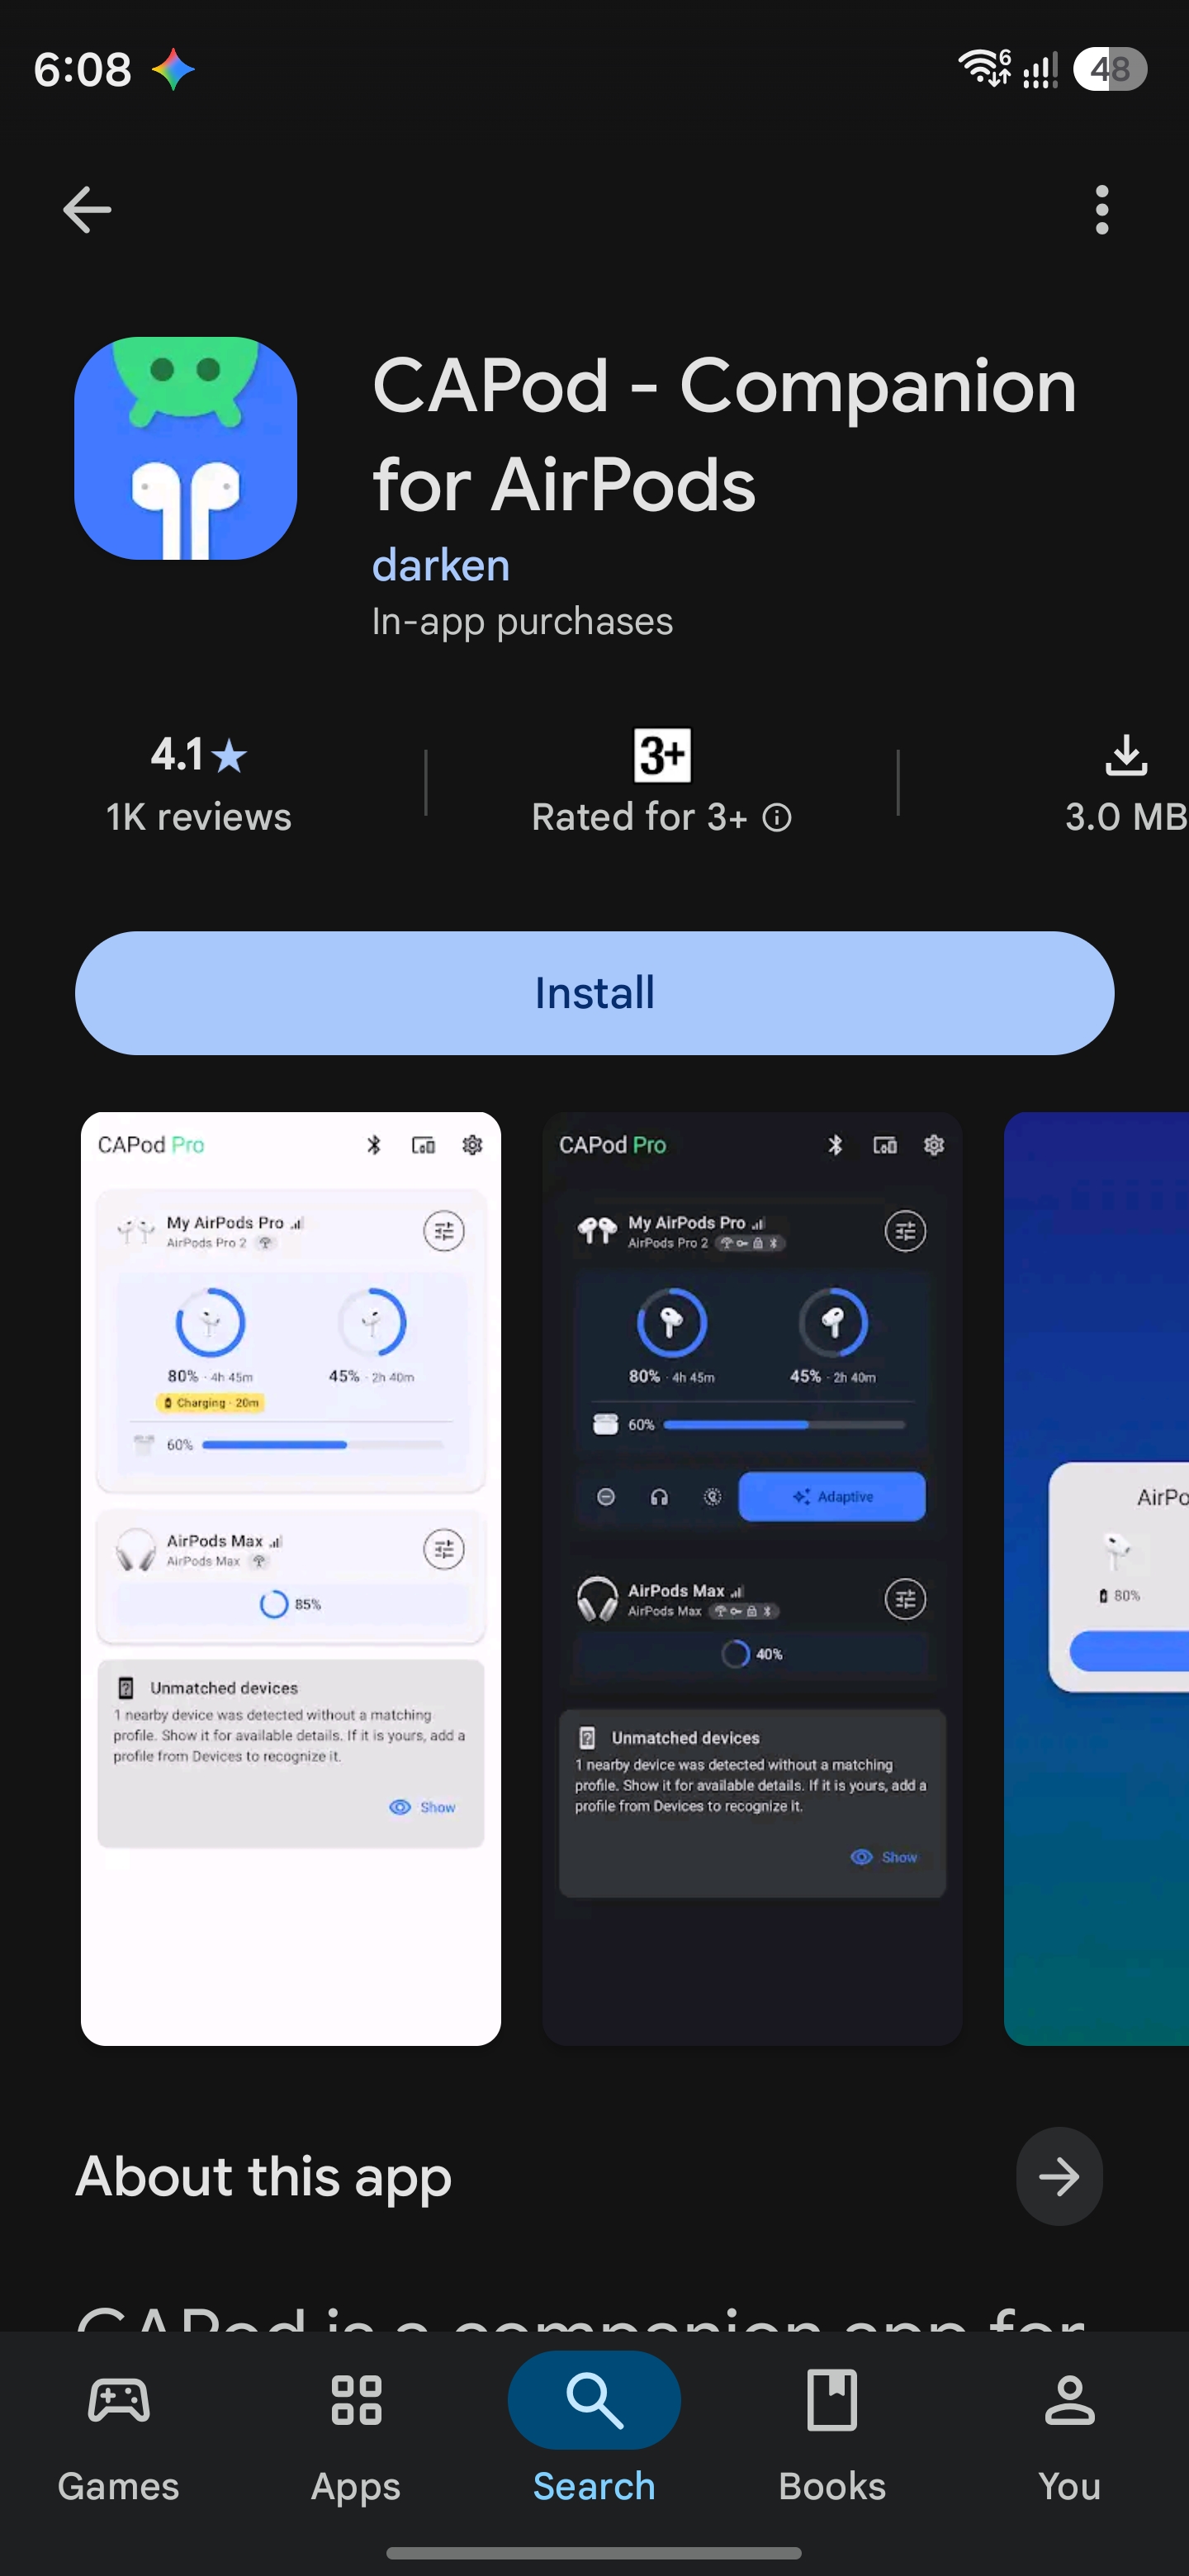 6:08
6
48
CAPod - Companion
for AirPods
darken
In-app purchases
4.1★
1K reviews
3+
Rated for 3+
3.0 MB
Install
CAPod Pro
My AirPods Pro
AirPods Pro 2
80% · 4h 45m
45% · 2h 40m
Charging · 20m
60%
AirPods Max
AirPods Max
85%
Unmatched devices
1 nearby device was detected without a matching
profile. Show it for available details. If it is yours, add a
profile from Devices to recognize it.
Show
CAPod Pro
My AirPods Pro
AirPods Pro 2
80% · 4h 45m
45% · 2h 40m
60%
Adaptive
AirPods Max
AirPods Max
40%
Unmatched devices
1 nearby device was detected without a matching
profile. Show it for available details. If it is yours, add a
profile from Devices to recognize it.
Show
AirPo
80%
About this app
CAPod is a companion app for
Games
Apps
Search
Books
You